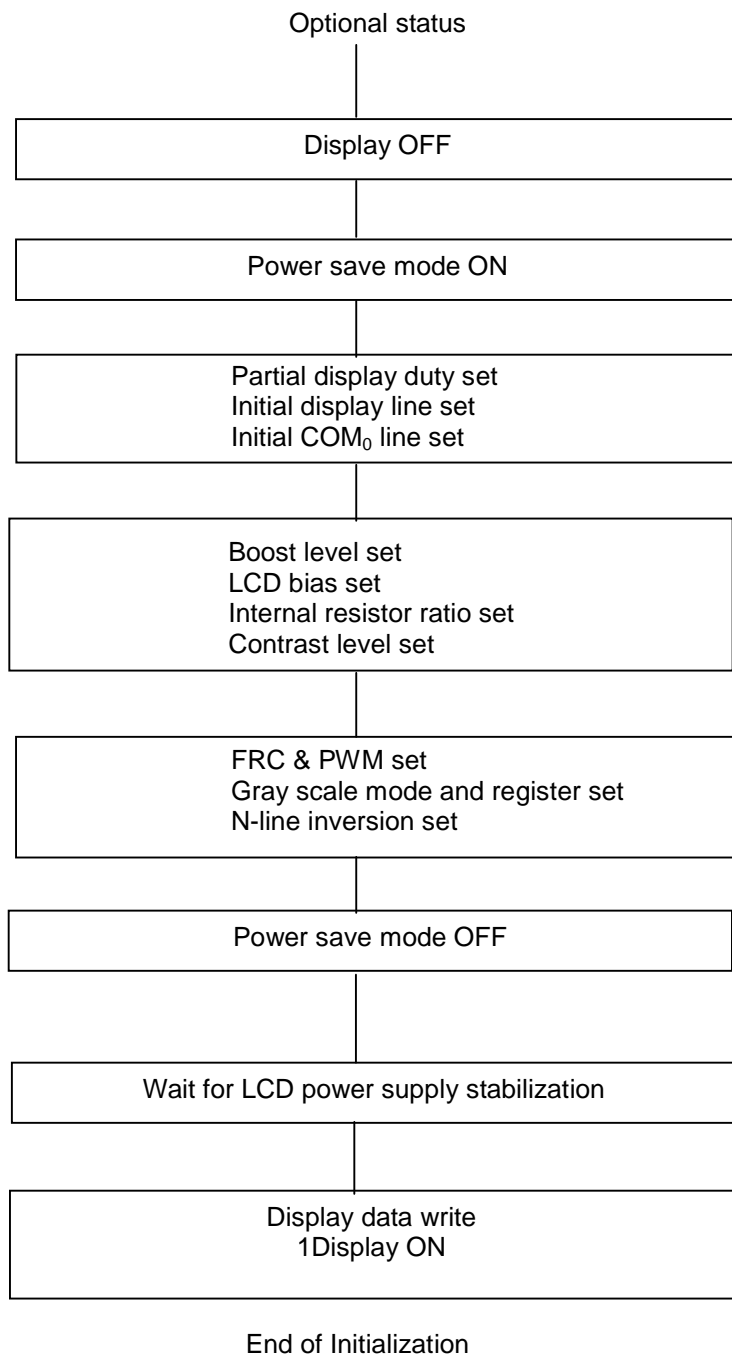 Optional status
Display OFF
Power save mode ON
Partial display duty set
Initial display line set
Initial COM₀ line set
Boost level set
LCD bias set
Internal resistor ratio set
Contrast level set
FRC & PWM set
Gray scale mode and register set
N-line inversion set
Power save mode OFF
Wait for LCD power supply stabilization
Display data write
1Display ON
End of Initialization